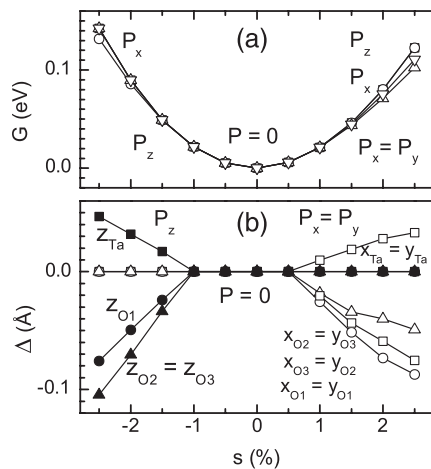 (a)
G (eV)
0.1
0.0
P_x
P_z
P = 0
P_z
P_x
P_x = P_y
(b)
Δ (Å)
0.0
-0.1
P_z
P_x = P_y
z_Ta
x_Ta = y_Ta
P = 0
z_O1
z_O2 = z_O3
x_O2 = y_O3
x_O3 = y_O2
x_O1 = y_O1
-2 -1 0 1 2
s (%)